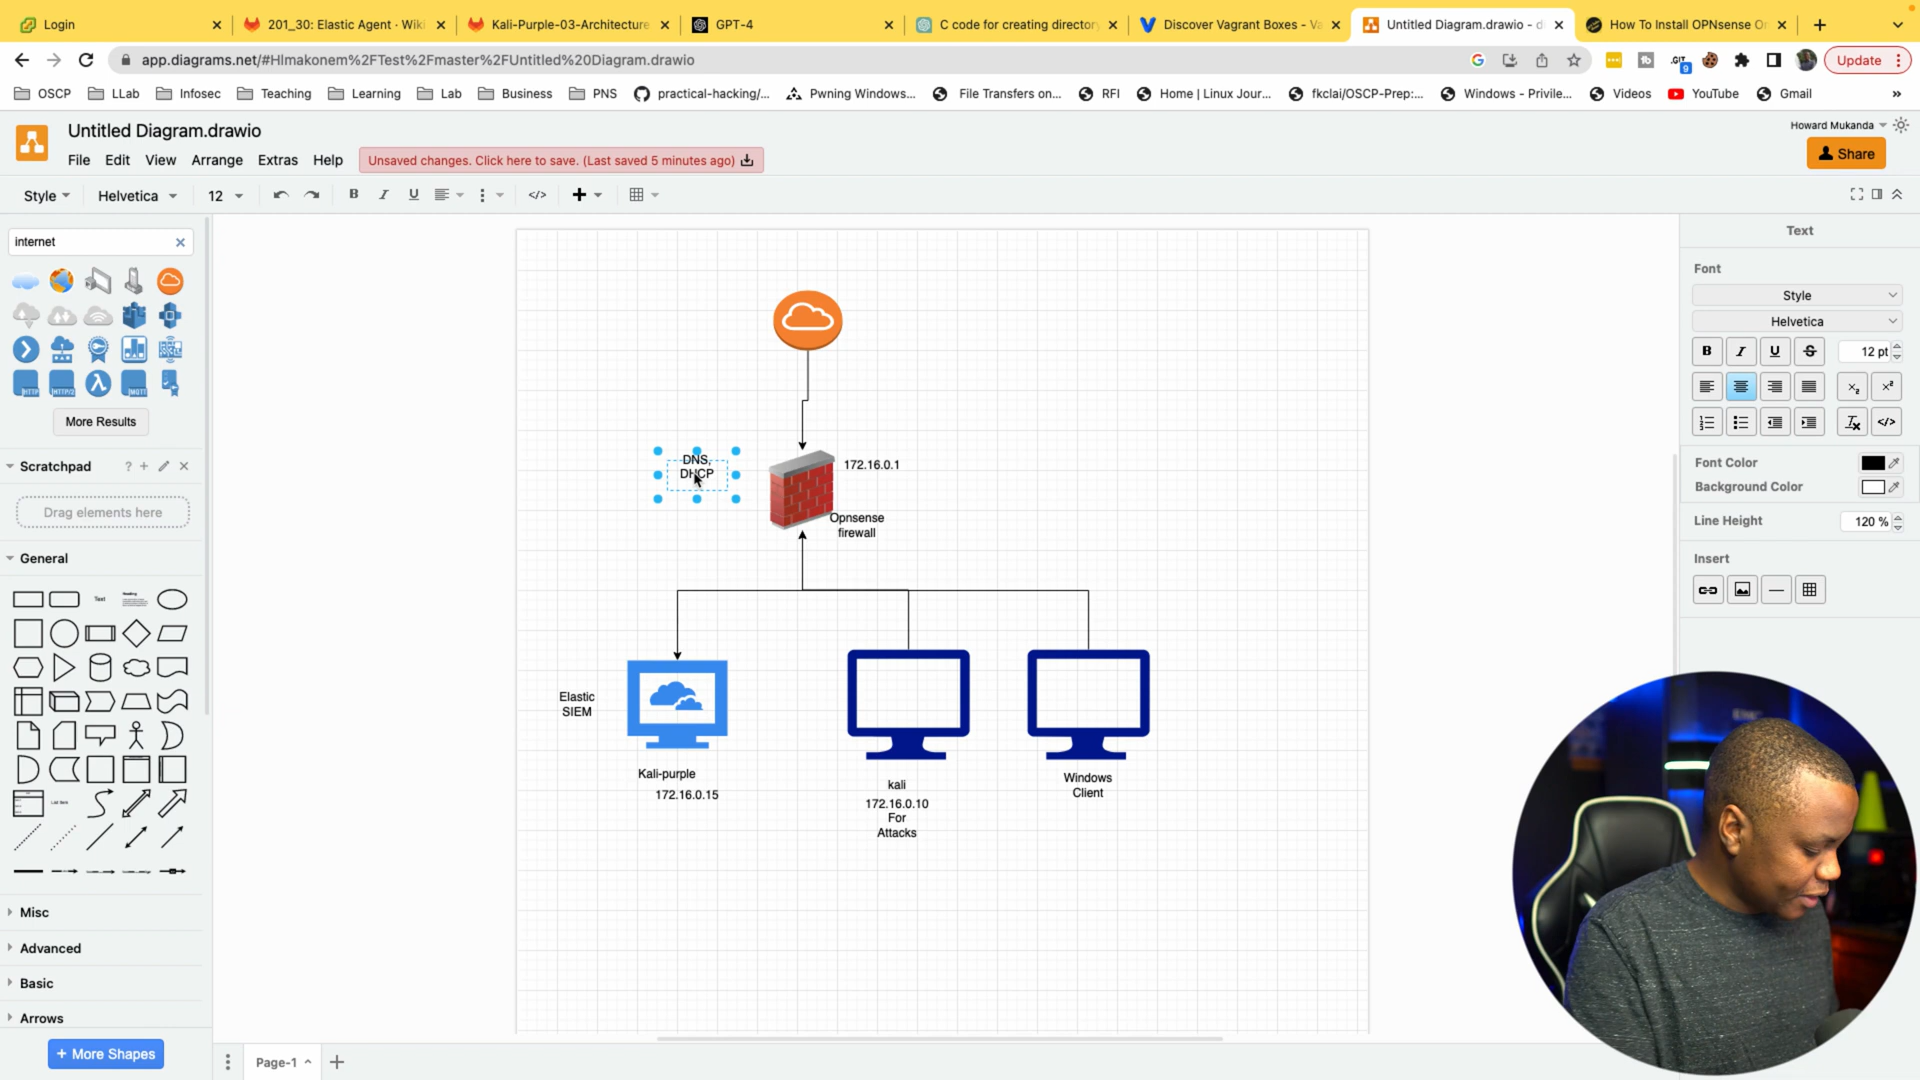 Login
201_30: Elastic Agent · Wiki
Kali-Purple-03-Architecture
GPT-4
C code for creating directory
Discover Vagrant Boxes - Va
Untitled Diagram.drawio - d
How To Install OPNsense On
app.diagrams.net/#Hlmakonem%2FTest%2Fmaster%2FUntitled%20Diagram.drawio
Update
OSCP
LLab
Infosec
Teaching
Learning
Lab
Business
PNS
practical-hacking/...
Pwning Windows...
File Transfers on...
RFI
Home | Linux Jour...
fkclai/OSCP-Prep:...
Windows - Privile...
Videos
YouTube
Gmail
»
Untitled Diagram.drawio
Howard Mukanda
File Edit View Arrange Extras Help
Unsaved changes. Click here to save. (Last saved 5 minutes ago)
Share
Style
Helvetica
12
B I U
</>
internet
More Results
Scratchpad
Drag elements here
General
Text
Heading
List Item
Misc
Advanced
Basic
Arrows
+ More Shapes
DNS,
DHCP
172.16.0.1
Opnsense
firewall
Elastic
SIEM
Kali-purple
172.16.0.15
kali
172.16.0.10
For
Attacks
Windows
Client
Page-1
Text
Font
Style
Helvetica
B I U S
12 pt
Font Color
Background Color
Line Height
120 %
Insert